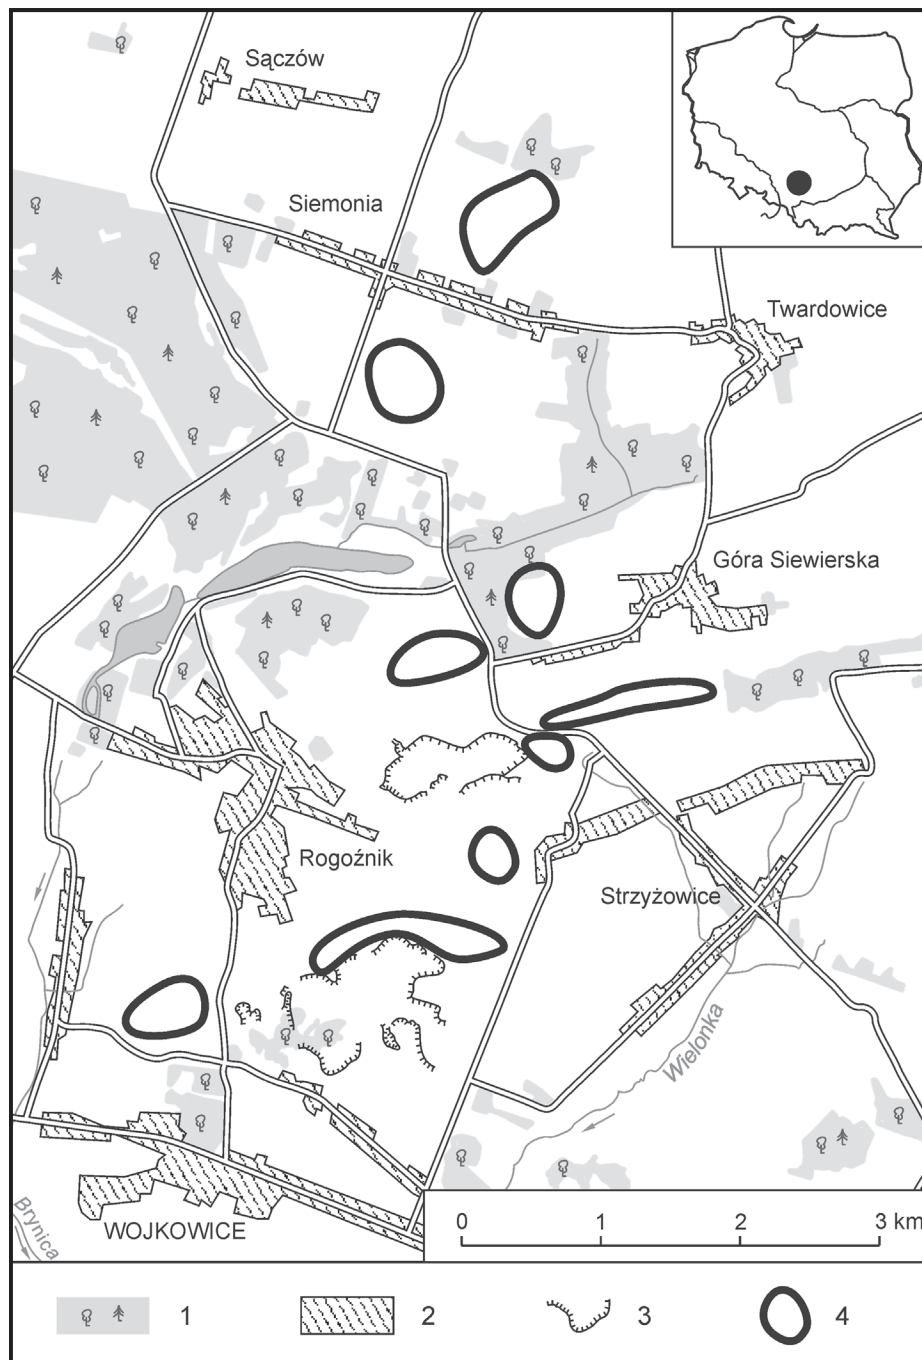 Sączów
Siemonia
Twardowice
Góra Siewierska
Rogoźnik
Strzyżowice
Wielonka
Brynica
WOJKOWICE
0 1 2 3 km
1 2 3 4